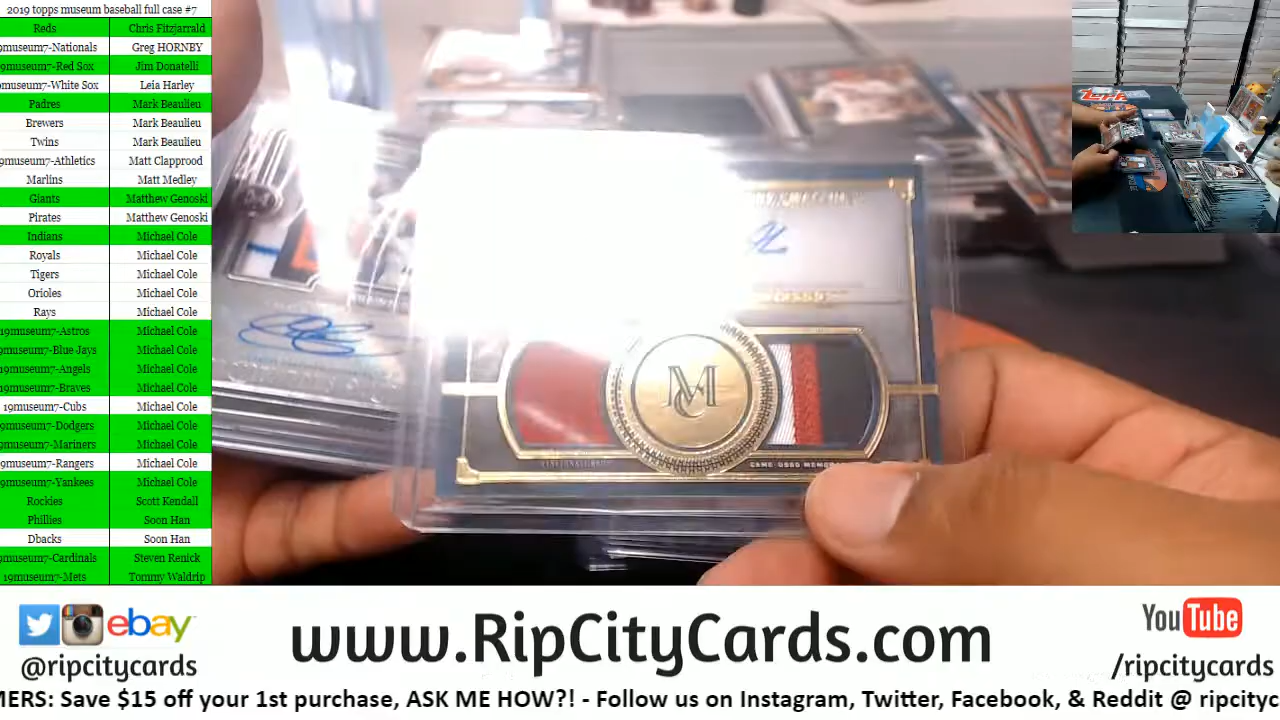 2019 topps museum baseball full case #7
Reds Chris Fitzjarrald
9museum7-Nationals Greg HORNBY
9museum7-Red Sox Jim Donatelli
museum7-White Sox Leia Harley
Padres Mark Beaulieu
Brewers Mark Beaulieu
Twins Mark Beaulieu
9museum7-Athletics Matt Clapprood
Marlins Matt Medley
Giants Matthew Genoski
Pirates Matthew Genoski
Indians Michael Cole
Royals Michael Cole
Tigers Michael Cole
Orioles Michael Cole
Rays Michael Cole
19museum7-Astros Michael Cole
9museum7-Blue Jays Michael Cole
9museum7-Angels Michael Cole
9museum7-Braves Michael Cole
19museum7-Cubs Michael Cole
9museum7-Dodgers Michael Cole
9museum7-Mariners Michael Cole
9museum7-Rangers Michael Cole
9museum7-Yankees Michael Cole
Rockies Scott Kendall
Phillies Soon Han
Dbacks Soon Han
9museum7-Cardinals Steven Renick
19museum7-Mets Tommy Waldrip
MC
GAME-USED
ebay
@ripcitycards
www.RipCityCards.com
YouTube
/ripcitycards
MERS: Save $15 off your 1st purchase, ASK ME HOW?! - Follow us on Instagram, Twitter, Facebook, & Reddit @ ripcityc